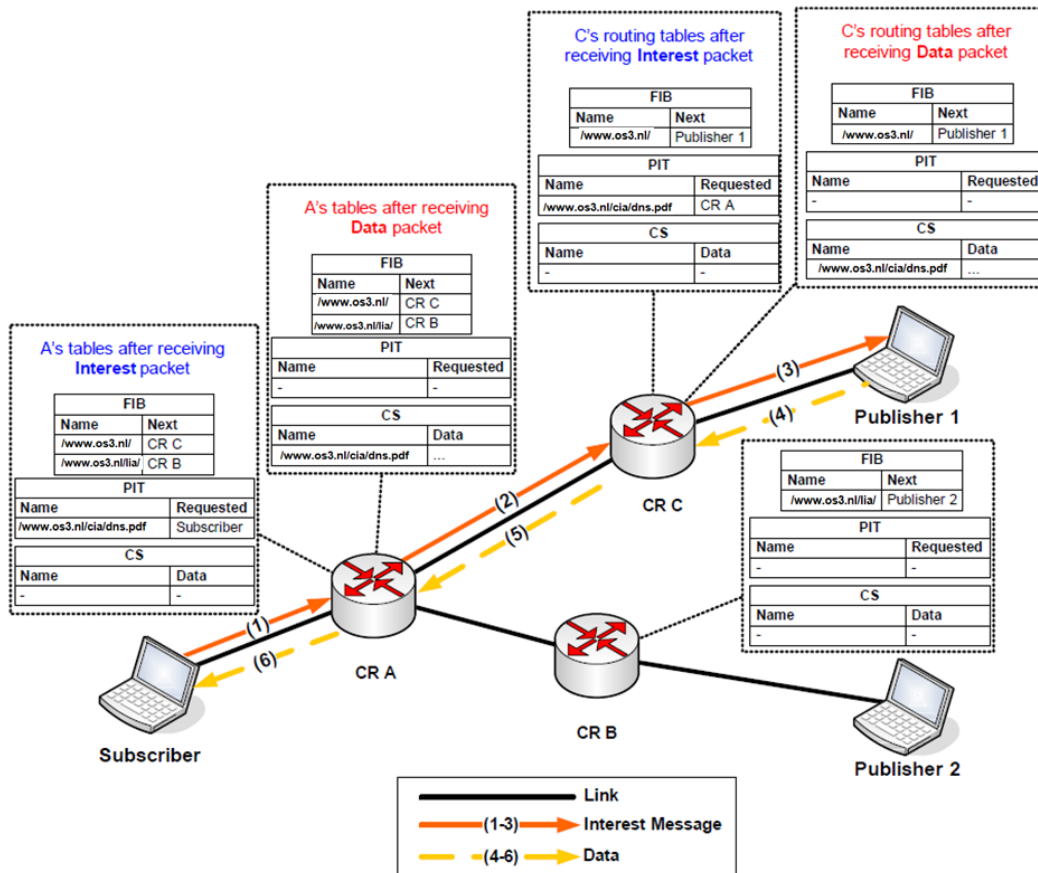 C's routing tables after
receiving Interest packet
FIB
Name Next
/www.os3.nl/ Publisher 1
PIT
Name Requested
/www.os3.nl/cia/dns.pdf CR A
CS
Name Data
- -
C's routing tables after
receiving Data packet
FIB
Name Next
/www.os3.nl/ Publisher 1
PIT
Name Requested
- -
CS
Name Data
/www.os3.nl/cia/dns.pdf ...
A's tables after receiving
Data packet
FIB
Name Next
/www.os3.nl/ CR C
/www.os3.nl/lia/ CR B
PIT
Name Requested
- -
CS
Name Data
/www.os3.nl/cia/dns.pdf ...
A's tables after receiving
Interest packet
FIB
Name Next
/www.os3.nl/ CR C
/www.os3.nl/lia/ CR B
PIT
Name Requested
/www.os3.nl/cia/dns.pdf Subscriber
CS
Name Data
- -
(3)
(4)
Publisher 1
CR C
(2)
(5)
FIB
Name Next
/www.os3.nl/lia/ Publisher 2
PIT
Name Requested
- -
CS
Name Data
- -
(1)
(6)
CR A
CR B
Subscriber
Publisher 2
Link
(1-3) Interest Message
(4-6) Data